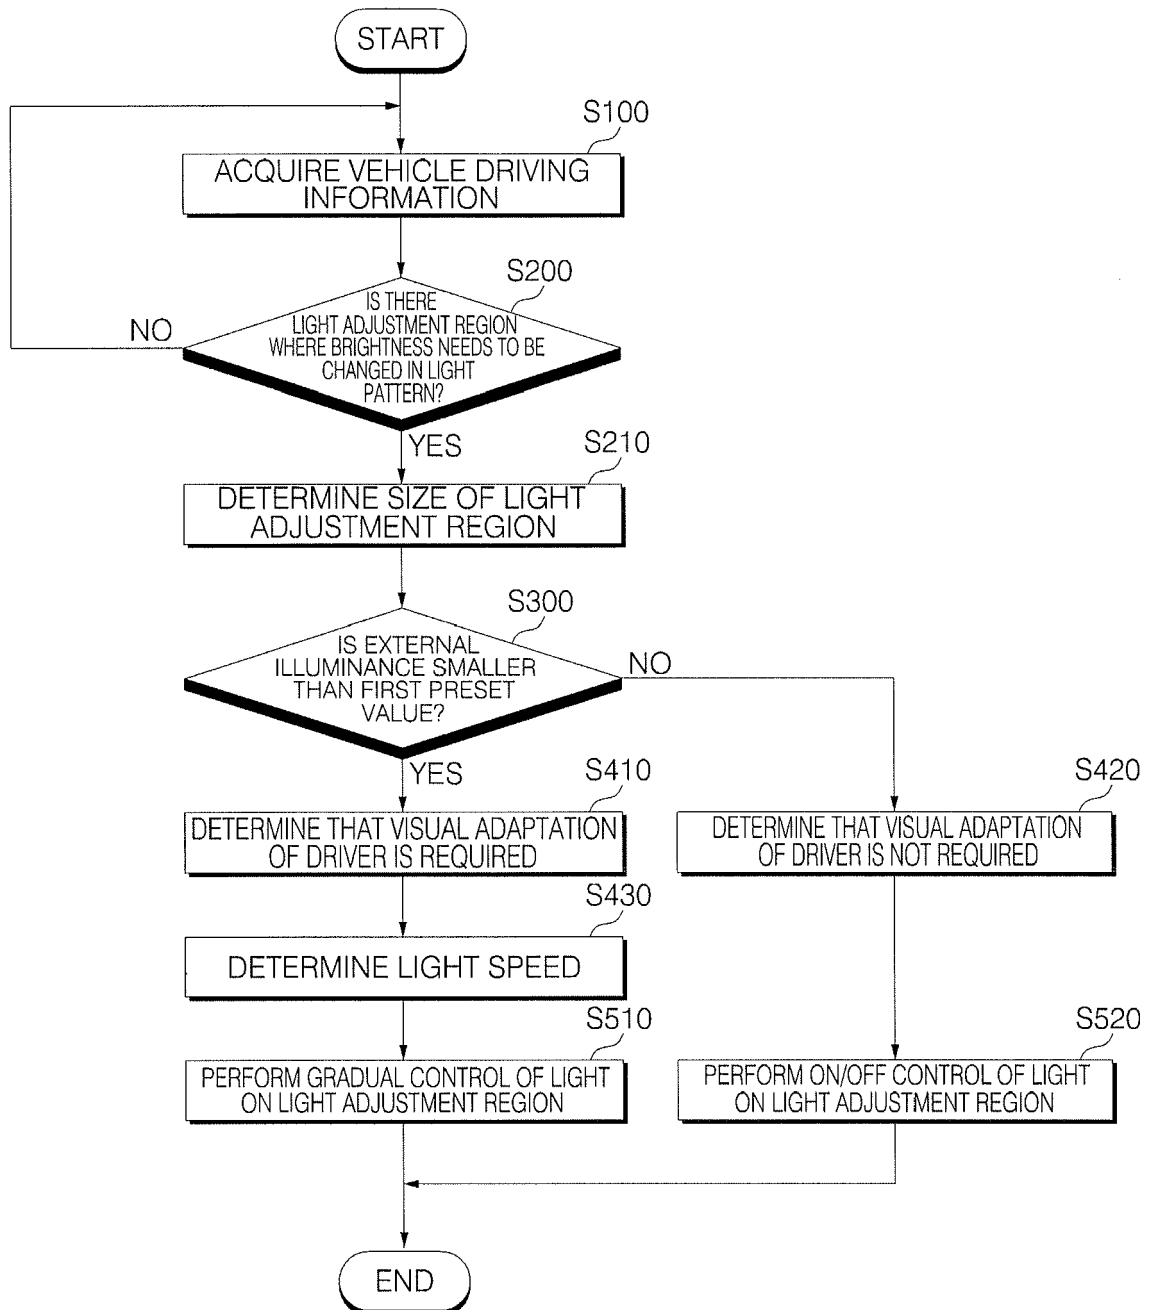 START
S100
ACQUIRE VEHICLE DRIVING
INFORMATION
S200
IS THERE
LIGHT ADJUSTMENT REGION
WHERE BRIGHTNESS NEEDS TO BE
CHANGED IN LIGHT
PATTERN?
NO
YES
S210
DETERMINE SIZE OF LIGHT
ADJUSTMENT REGION
S300
IS EXTERNAL
ILLUMINANCE SMALLER
THAN FIRST PRESET
VALUE?
NO
YES
S410
DETERMINE THAT VISUAL ADAPTATION
OF DRIVER IS REQUIRED
S420
DETERMINE THAT VISUAL ADAPTATION
OF DRIVER IS NOT REQUIRED
S430
DETERMINE LIGHT SPEED
S510
PERFORM GRADUAL CONTROL OF LIGHT
ON LIGHT ADJUSTMENT REGION
S520
PERFORM ON/OFF CONTROL OF LIGHT
ON LIGHT ADJUSTMENT REGION
END